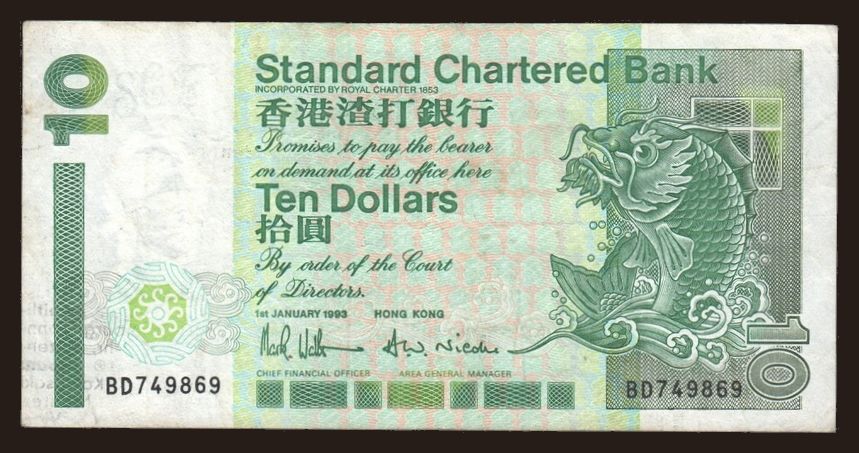 10
Standard Chartered Bank
INCORPORATED BY ROYAL CHARTER 1853
香港渣打銀行
Promises to pay the bearer
on demand at its office here
Ten Dollars
拾圓
By order of the Court
of Directors.
1st JANUARY 1993 HONG KONG
CHIEF FINANCIAL OFFICER AREA GENERAL MANAGER
BD749869
BD749869
10